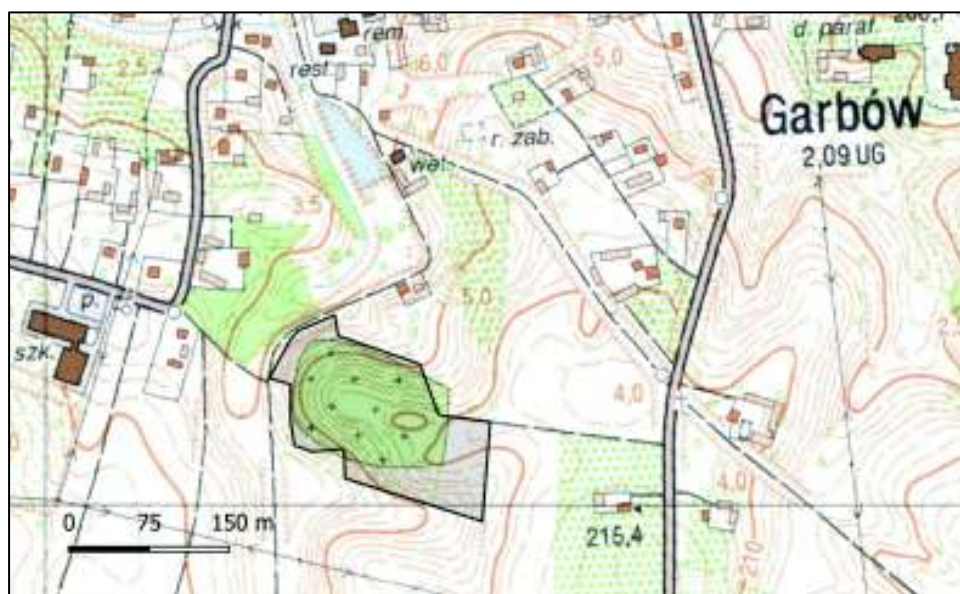 rem.
d. paraf.
2,5
rest.
6,0
5,0
Garbów
2,09 UG
r. zab.
wet.
3,5
5,0
p.
szk.
4,0
4,0
0 75 150 m
215,4
210